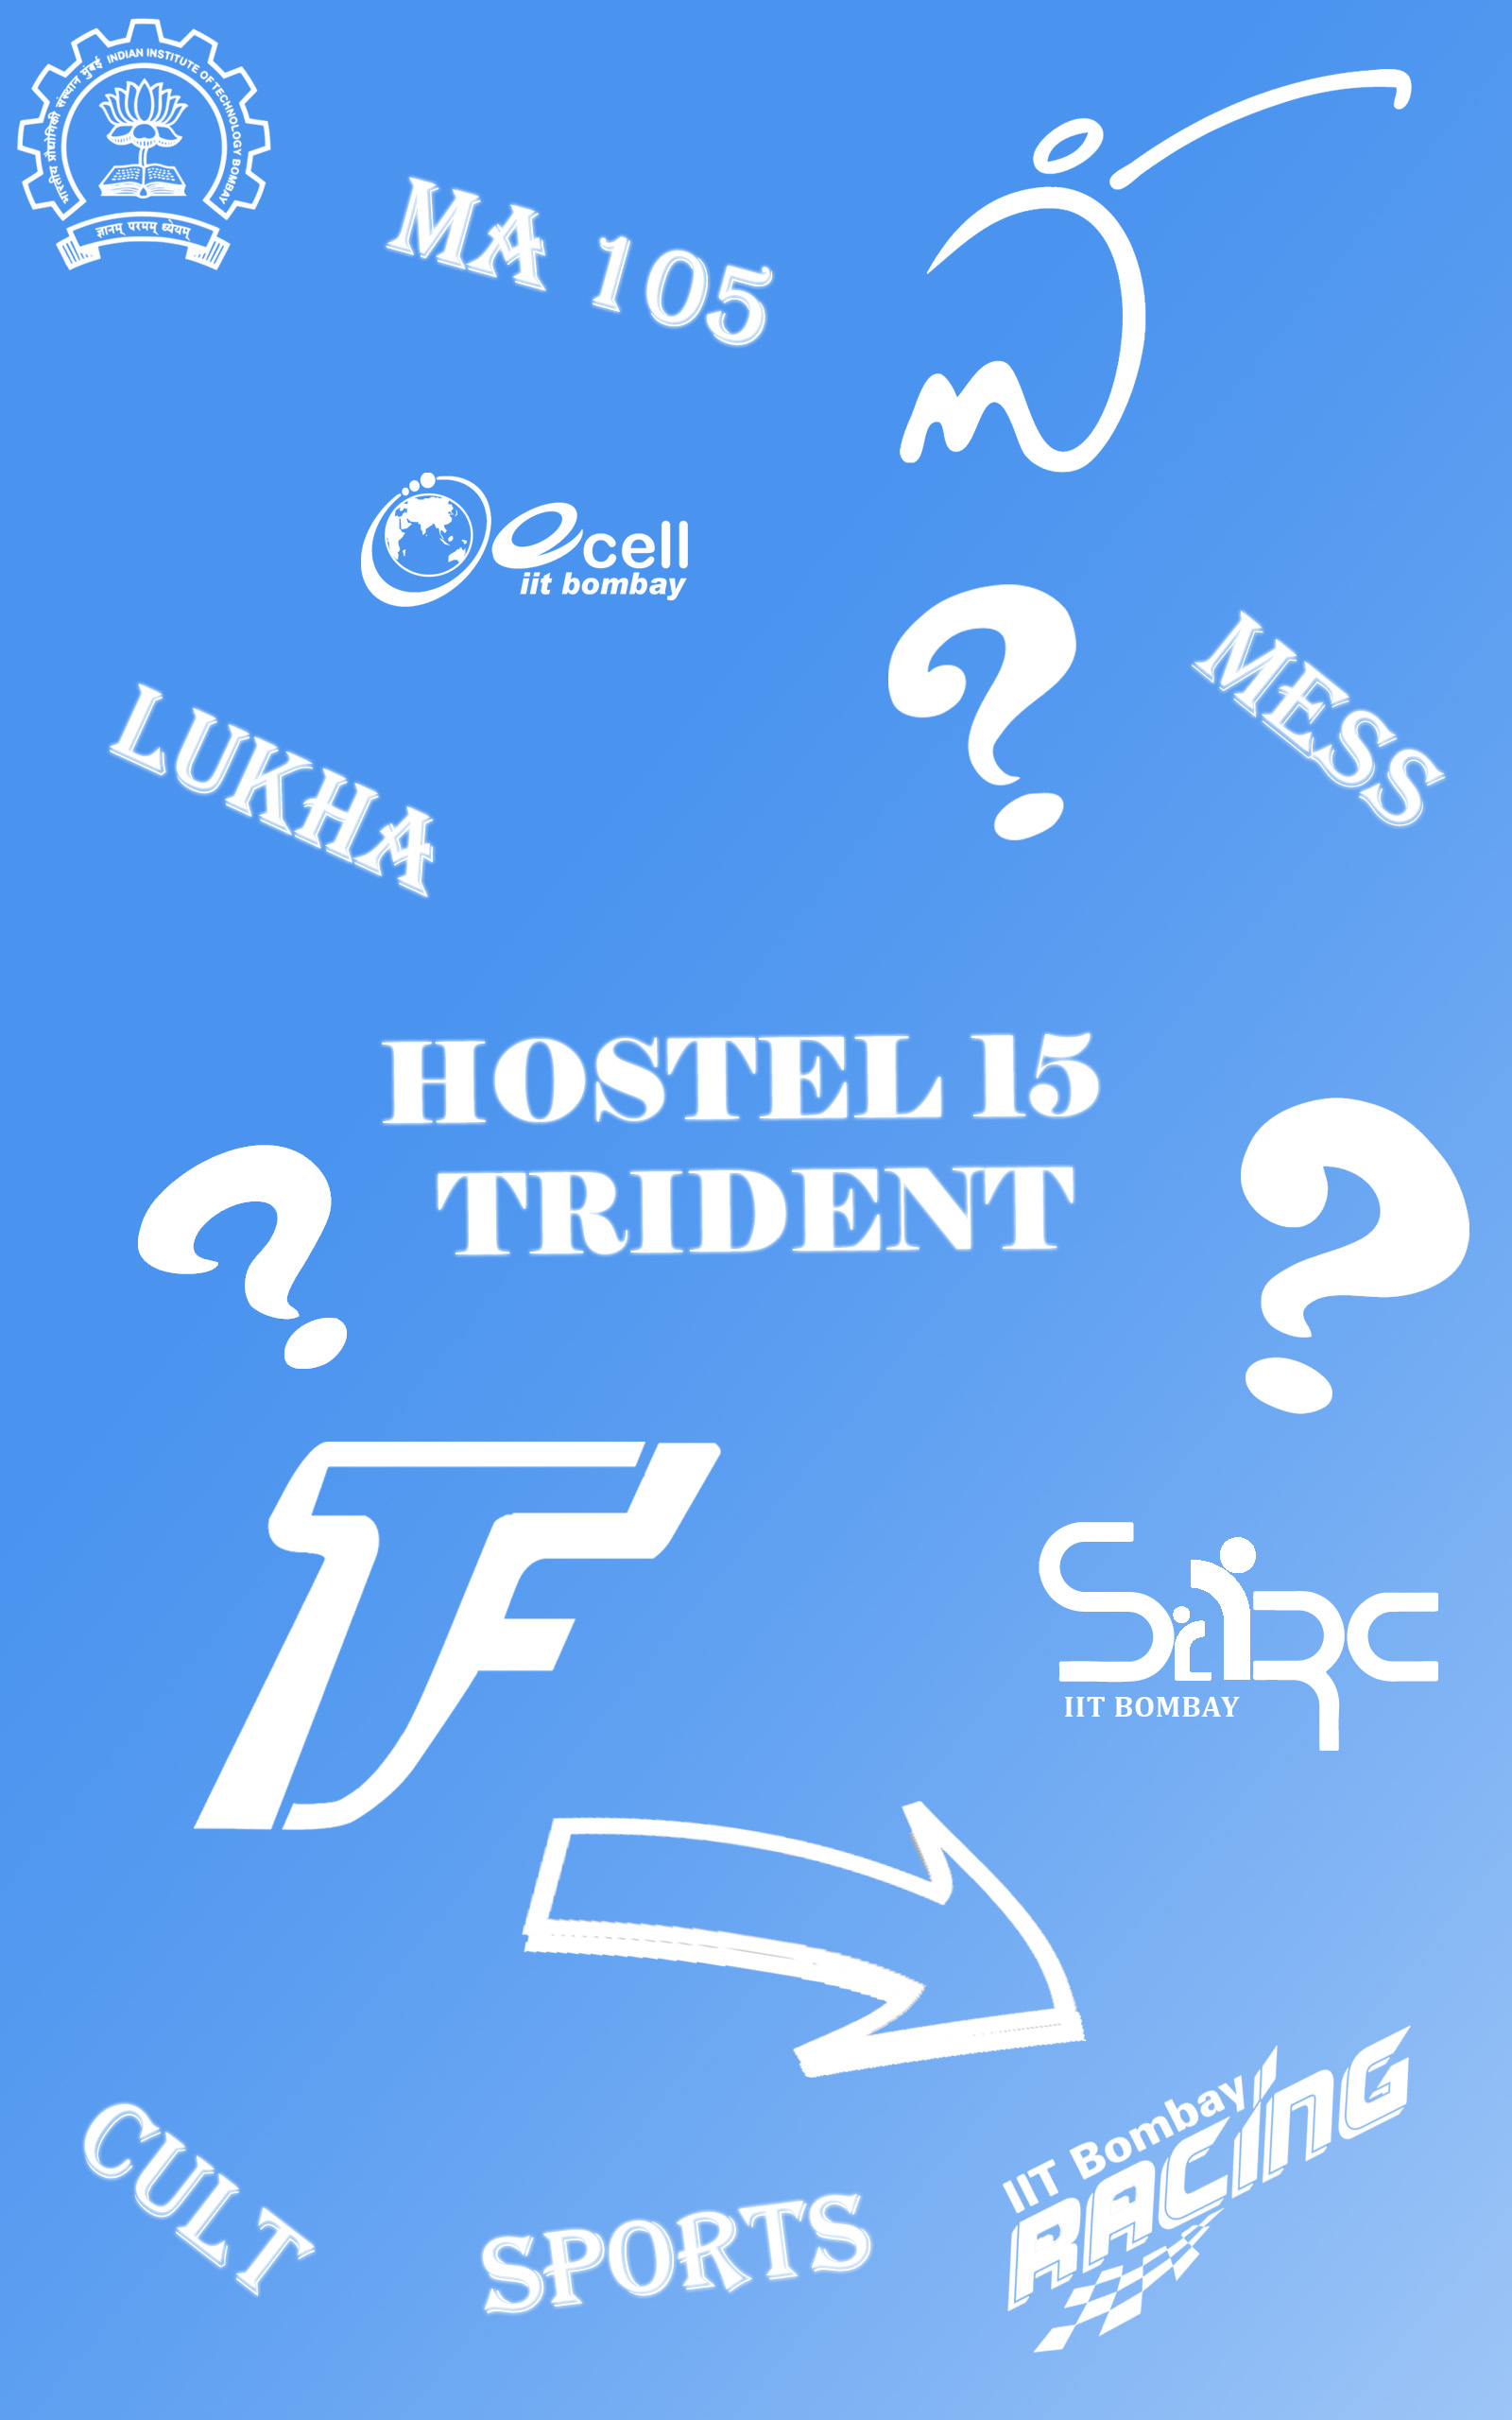 भारतीय प्रौद्योगिकी संस्थान मुंबई INDIAN INSTITUTE OF TECHNOLOGY BOMBAY
ज्ञानम् परमम् ध्येयम्
MA 105
ecell
iit bombay
?
MESS
LUKHA
HOSTEL 15
TRIDENT
?
?
TF
SARC
IIT BOMBAY
IIT Bombay
RACING
CULT
SPORTS